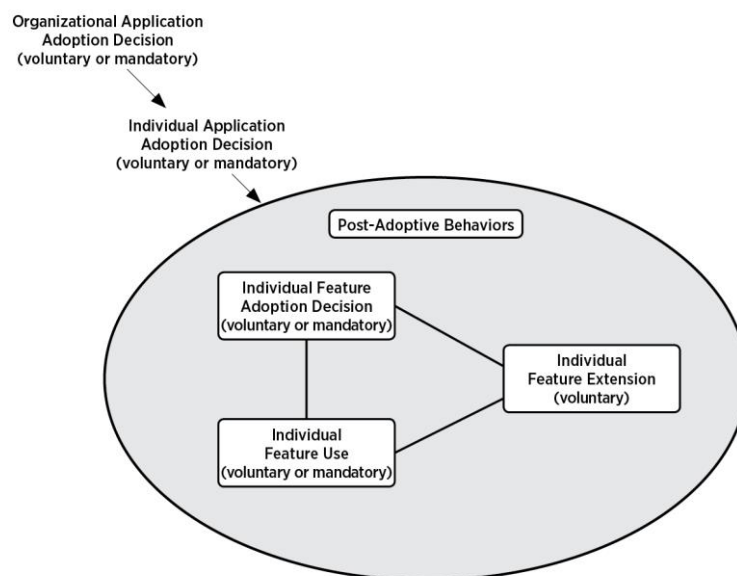 Organizational Application
Adoption Decision
(voluntary or mandatory)
Individual Application
Adoption Decision
(voluntary or mandatory)
Post-Adoptive Behaviors
Individual Feature
Adoption Decision
(voluntary or mandatory)
Individual
Feature Extension
(voluntary)
Individual
Feature Use
(voluntary or mandatory)